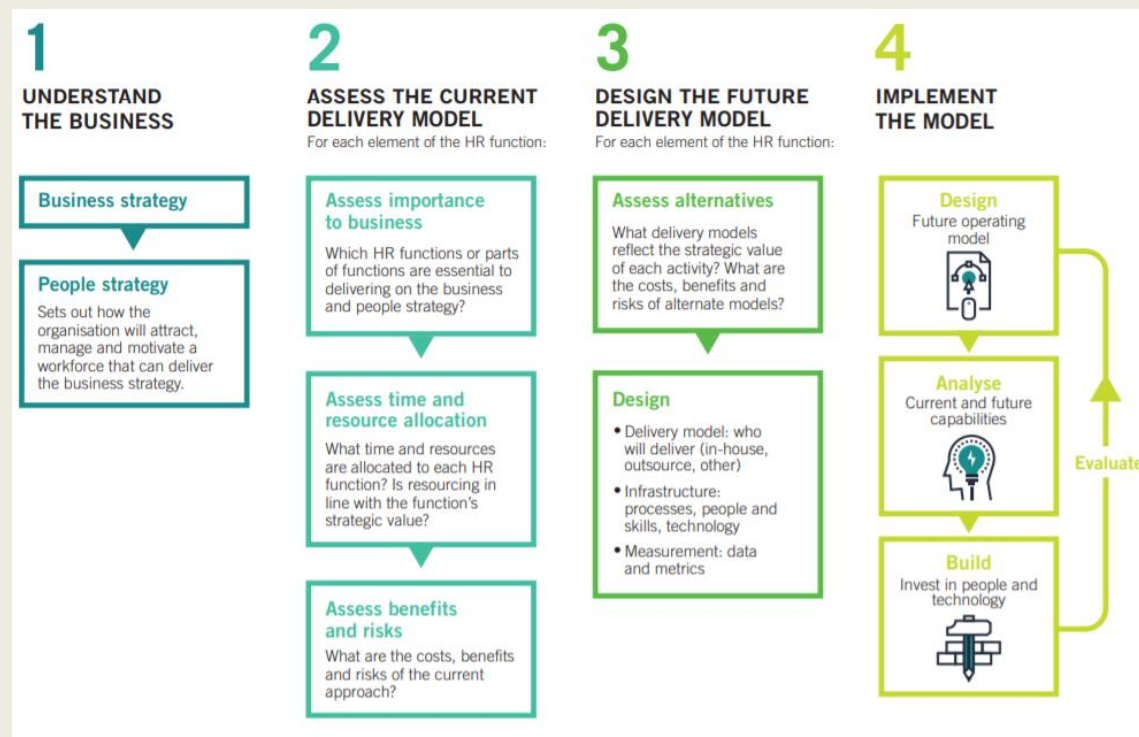 1
UNDERSTAND
THE BUSINESS
Business strategy
People strategy
Sets out how the
organisation will attract,
manage and motivate a
workforce that can deliver
the business strategy.
2
ASSESS THE CURRENT
DELIVERY MODEL
For each element of the HR function:
Assess importance
to business
Which HR functions or parts
of functions are essential to
delivering on the business
and people strategy?
Assess time and
resource allocation
What time and resources
are allocated to each HR
function? Is resourcing in
line with the function's
strategic value?
Assess benefits
and risks
What are the costs, benefits
and risks of the current
approach?
3
DESIGN THE FUTURE
DELIVERY MODEL
For each element of the HR function:
Assess alternatives
What delivery models
reflect the strategic value
of each activity? What are
the costs, benefits and
risks of alternate models?
Design
• Delivery model: who
will deliver (in-house,
outsource, other)
• Infrastructure:
processes, people and
skills, technology
• Measurement: data
and metrics
4
IMPLEMENT
THE MODEL
Design
Future operating
model
Analyse
Current and future
capabilities
Build
Invest in people and
technology
Evaluate